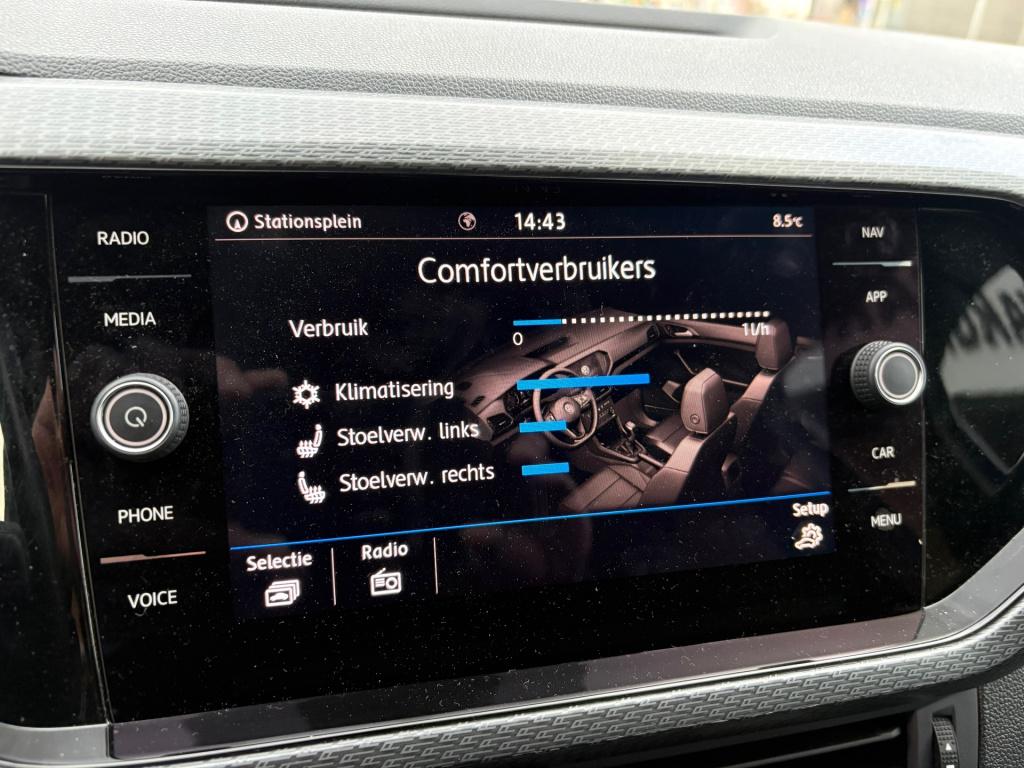 Stationsplein 14:43 8.5°C
RADIO
NAV
Comfortverbruikers
APP
MEDIA
Verbruik
0 1 l/h
Klimatisering
Stoelverw. links
Stoelverw. rechts
CAR
PHONE
Setup
MENU
Selectie
Radio
VOICE